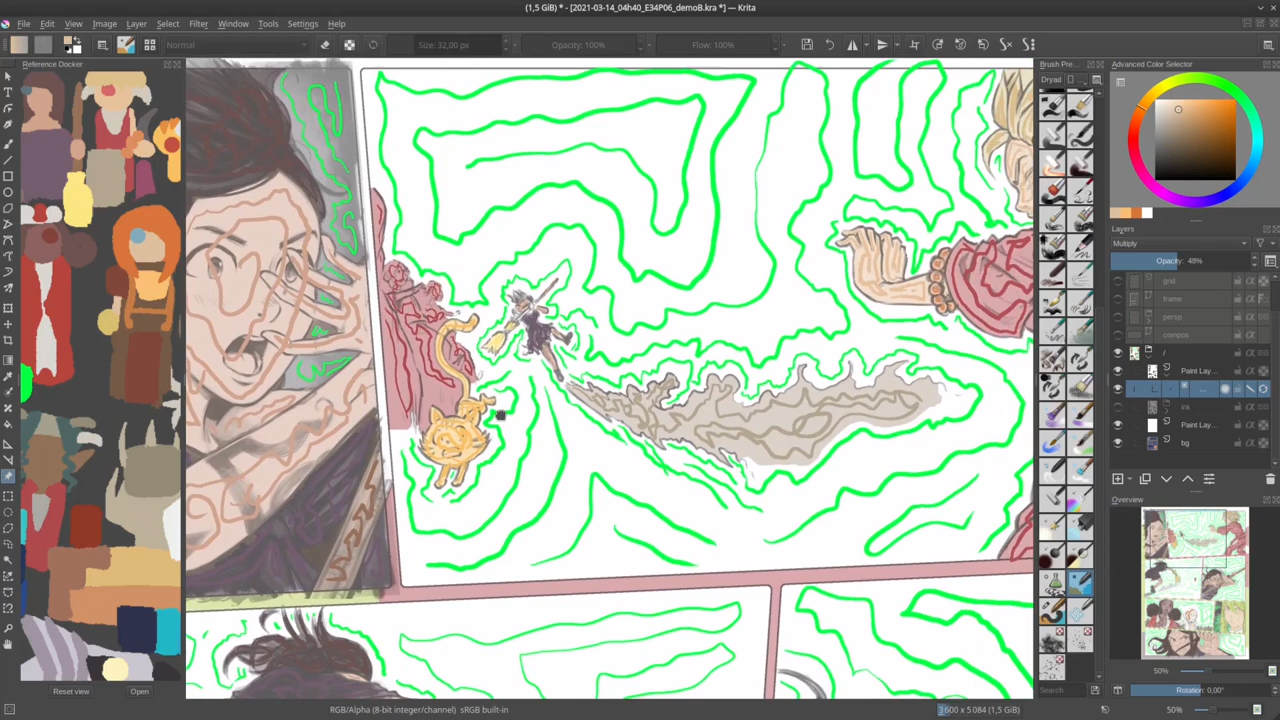 (1,5 GiB) * - [2021-03-14_04h40_E34P06_demoB.kra *] — Krita
File Edit View Image Layer Select Filter Window Tools Settings Help
Normal Size: 32,00 px Opacity: 100% Flow: 100%
Reference Docker
Brush Pre...
Advanced Color Selector
Dryad
Layers
Multiply
Opacity: 48%
grid
frame
persp
compos
i
Paint Lay...
...
ink
Paint Lay...
bg
Overview
50%
Reset view Open
Search
Rotation: 0,00°
RGB/Alpha (8-bit integer/channel) sRGB built-in
3 600 x 5 084 (1,5 GiB)
50%